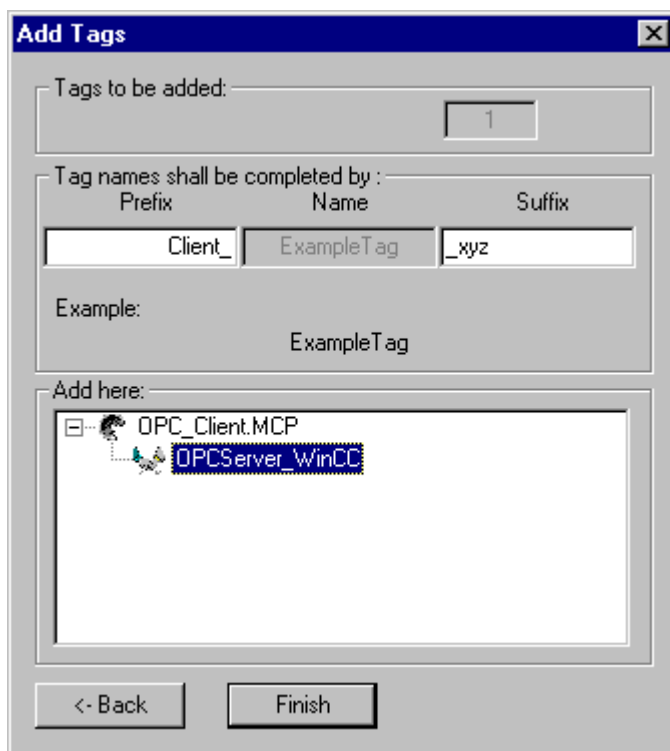 Add Tags
Tags to be added:
1
Tag names shall be completed by :
Prefix Name Suffix
Client_ ExampleTag _xyz
Example:
ExampleTag
Add here:
OPC_Client.MCP
OPCServer_WinCC
<- Back Finish